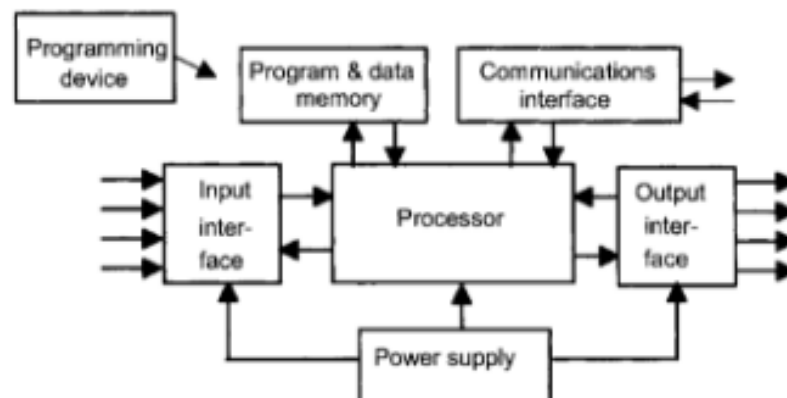 Programming
device
Program & data
memory
Communications
interface
Input
inter-
face
Processor
Output
inter-
face
Power supply